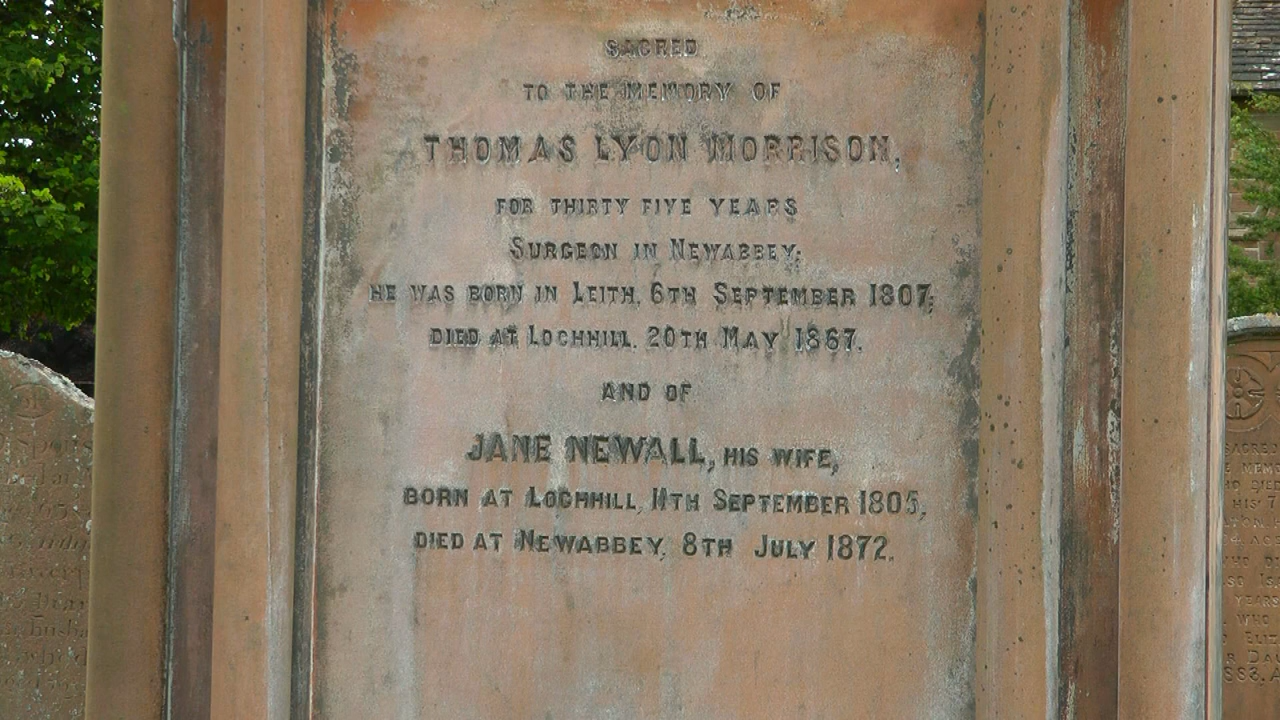 SACRED
TO THE MEMORY OF
THOMAS LYON MORRISON,
FOR THIRTY FIVE YEARS
SURGEON IN NEWABBEY;
HE WAS BORN IN LEITH, 6TH SEPTEMBER 1807;
DIED AT LOCHHILL, 20TH MAY 1867.
AND OF
JANE NEWALL, HIS WIFE,
BORN AT LOCHHILL, 11TH SEPTEMBER 1805,
DIED AT NEWABBEY, 8TH JULY 1872.